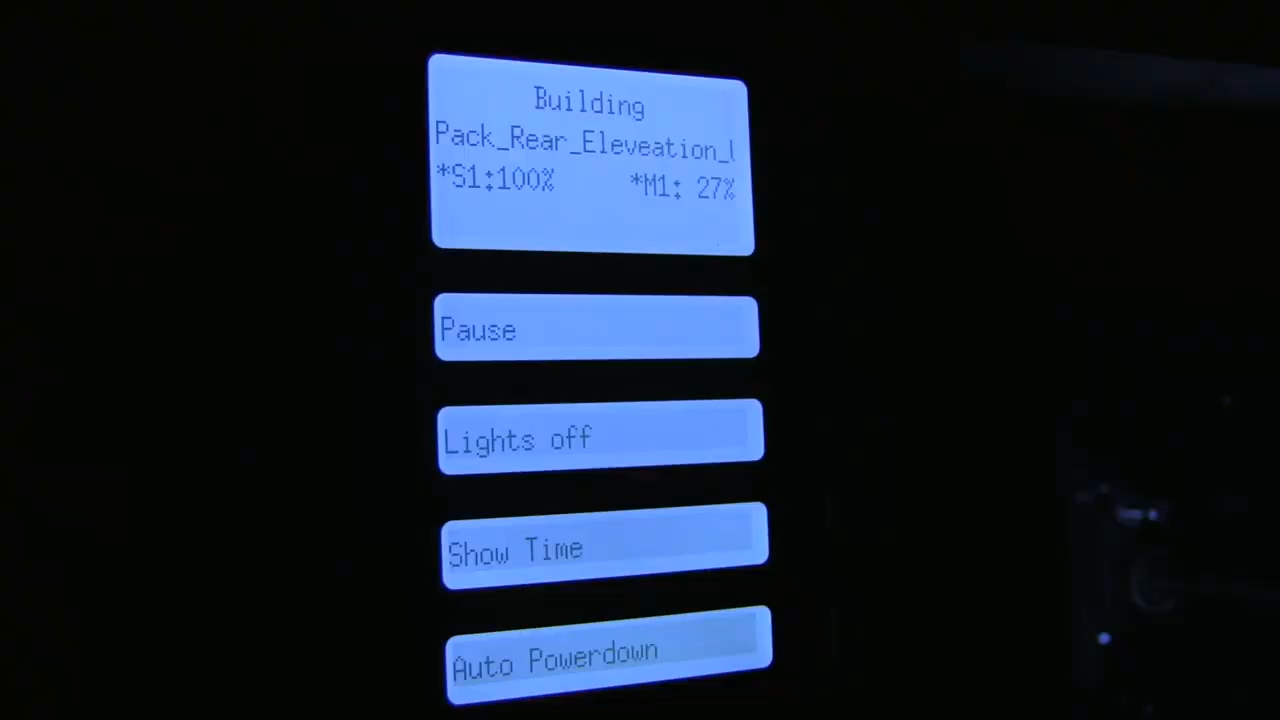 Building
Pack_Rear_Eleveation_
*S1:100% *M1: 27%
Pause
Lights off
Show Time
Auto Powerdown